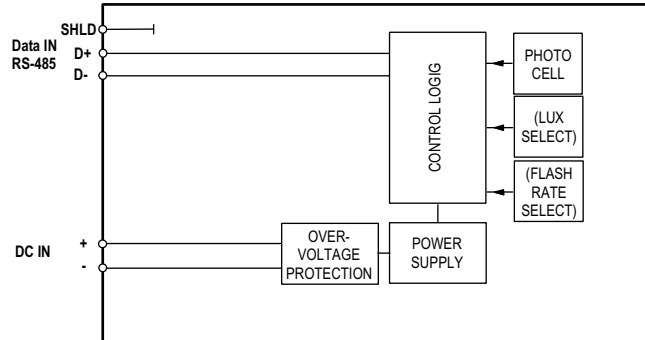 SHLD
Data IN
RS-485
D+
D-
CONTROL LOGIG
PHOTO
CELL
(LUX
SELECT)
(FLASH
RATE
SELECT)
DC IN
+
-
OVER-
VOLTAGE
PROTECTION
POWER
SUPPLY